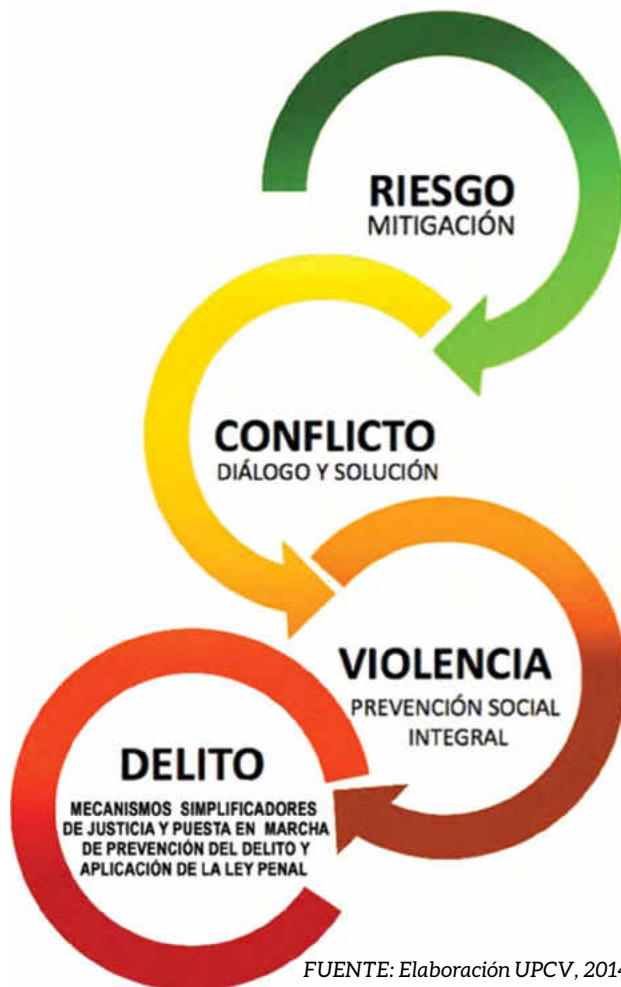 RIESGO
MITIGACIÓN
CONFLICTO
DIÁLOGO Y SOLUCIÓN
VIOLENCIA
PREVENCIÓN SOCIAL
INTEGRAL
DELITO
MECANISMOS SIMPLIFICADORES
DE JUSTICIA Y PUESTA EN MARCHA
DE PREVENCIÓN DEL DELITO Y
APLICACIÓN DE LA LEY PENAL
FUENTE: Elaboración UPCV, 2014